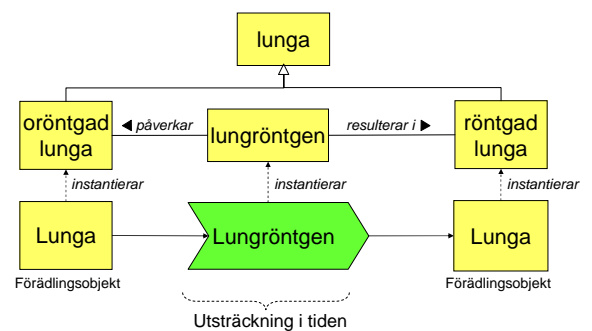 lunga
oröntgad
lunga
◀ påverkar
lungröntgen
resulterar i ▶
röntgad
lunga
instantierar
instantierar
instantierar
Lunga
Lungröntgen
Lunga
Förädlingsobjekt
Förädlingsobjekt
Utsträckning i tiden